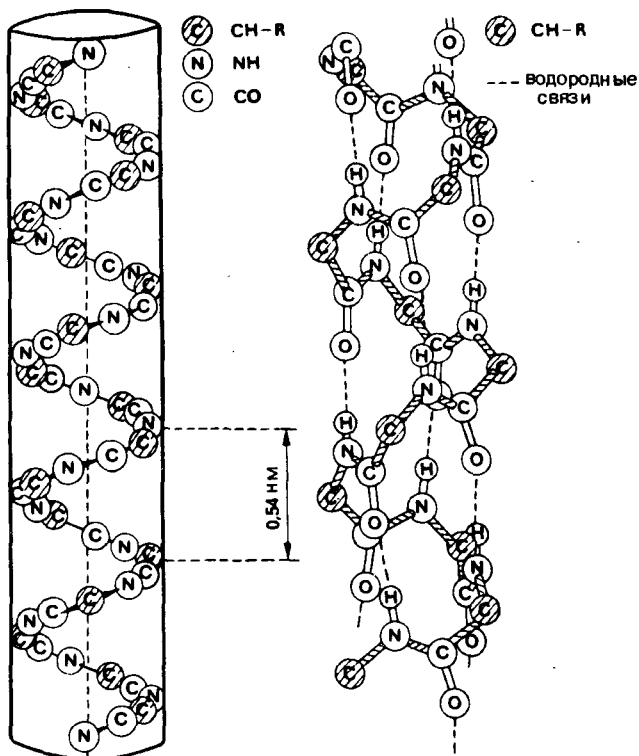 CH-R
NH
CO
CH-R
водородные
связи
0,54 нм